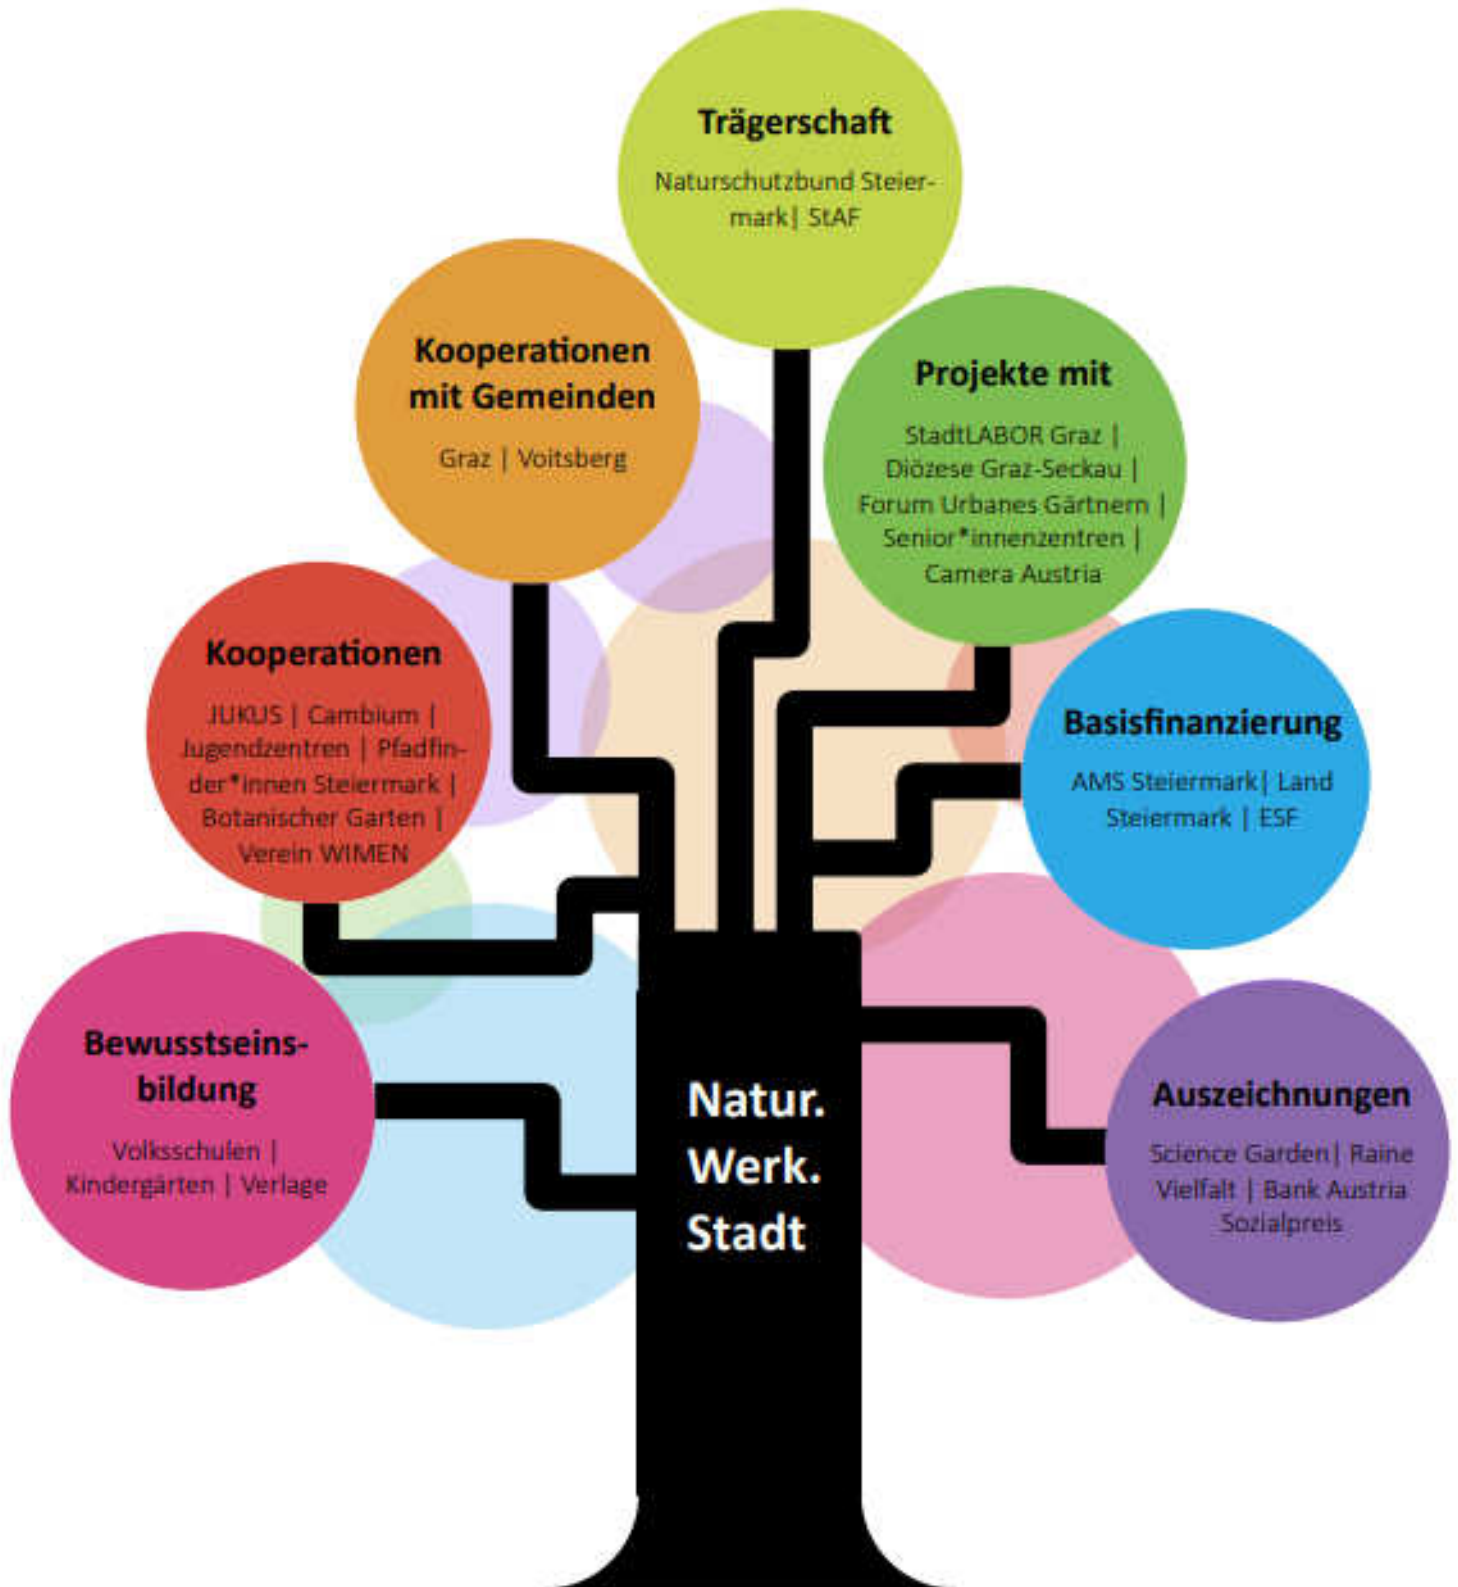 Trägerschaft
Naturschutzbund Steier-
mark| StAF
Kooperationen
mit Gemeinden
Graz | Voitsberg
Projekte mit
StadtLABOR Graz |
Diözese Graz-Seckau |
Forum Urbanes Gärtnern |
Senior*innenzentren |
Camera Austria
Kooperationen
JUKUS | Cambium |
Jugendzentren | Pfadfin-
der*innen Steiermark |
Botanischer Garten |
Verein WIMEN
Basisfinanzierung
AMS Steiermark| Land
Steiermark | ESF
Bewusstseins-
bildung
Volksschulen |
Kindergärten | Verlage
Natur.
Werk.
Stadt
Auszeichnungen
Science Garden| Raine
Vielfalt | Bank Austria
Sozialpreis